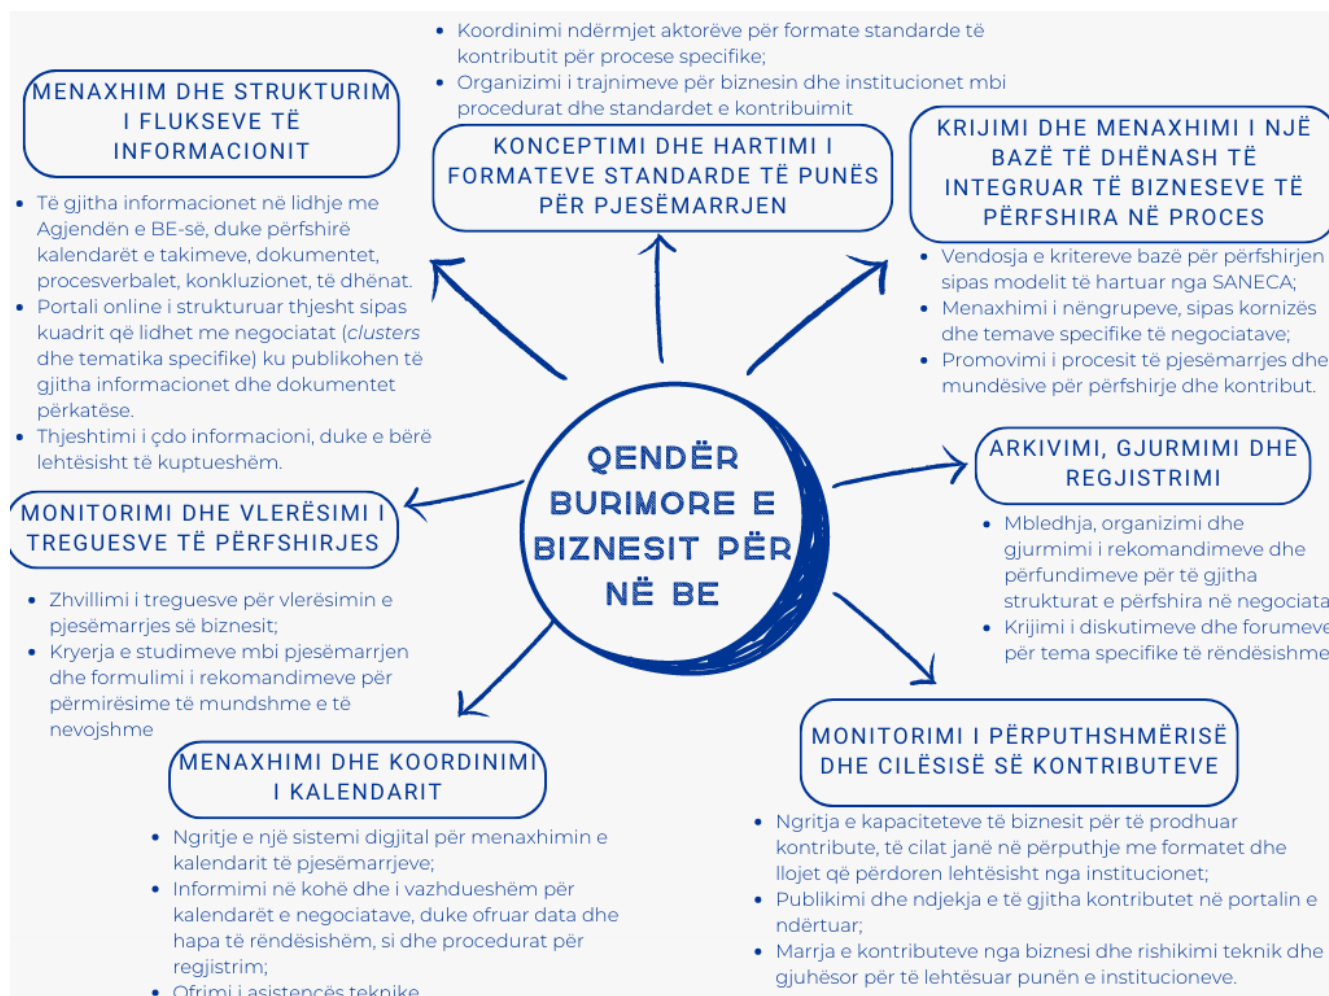 Koordinimi ndërmjet aktorëve për formate standarde të
kontributit për procese specifike;
Organizimi i trajnimeve për biznesin dhe institucionet mbi
procedurat dhe standardet e kontribuimit
KONCEPTIMI DHE HARTIMI I
FORMATEVE STANDARDE TË PUNËS
PËR PJESËMARRJEN
MENAXHIM DHE STRUKTURIM
I FLUKSEVE TË
INFORMACIONIT
Të gjitha informacionet në lidhje me
Agjendën e BE-së, duke përfshirë
kalendarët e takimeve, dokumentet,
procesverbalet, konkluzionet, të dhënat.
Portali online i strukturuar thjesht sipas
kuadrit që lidhet me negociatat (clusters
dhe tematika specifike) ku publikohen të
gjitha informacionet dhe dokumentet
përkatëse.
Thjeshtimi i çdo informacioni, duke e bërë
lehtësisht të kuptueshëm.
KRIJIMI DHE MENAXHIMI I NJË
BAZË TË DHËNASH TË
INTEGRUAR TË BIZNESEVE TË
PËRFSHIRA NË PROCES
Vendosja e kritereve bazë për përfshirjen
sipas modelit të hartuar nga SANECA;
Menaxhimi i nëngrupeve, sipas kornizës
dhe temave specifike të negociatave;
Promovimi i procesit të pjesëmarrjes dhe
mundësive për përfshirje dhe kontribut.
QENDËR
BURIMORE E
BIZNESIT PËR
NË BE
ARKIVIMI, GJURMIMI DHE
REGJISTRIMI
Mbledhja, organizimi dhe
gjurmimi i rekomandimeve dhe
përfundimeve për të gjitha
strukturat e përfshira në negociata
Krijimi i diskutimeve dhe forumeve
për tema specifike të rëndësishme
MONITORIMI DHE VLERËSIMI I
TREGUESVE TË PËRFSHIRJES
Zhvillimi i treguesve për vlerësimin e
pjesëmarrjes së biznesit;
Kryerja e studimeve mbi pjesëmarrjen
dhe formulimi i rekomandimeve për
përmirësime të mundshme e të
nevojshme
MENAXHIMI DHE KOORDINIMI
I KALENDARIT
Ngritje e një sistemi digjital për menaxhimin e
kalendarit të pjesëmarrjeve;
Informimi në kohë dhe i vazhdueshëm për
kalendarët e negociatave, duke ofruar data dhe
hapa të rëndësishëm, si dhe procedurat për
regjistrim;
Ofrimi i asistencës teknike
MONITORIMI I PËRPUTHSHMËRISË
DHE CILËSISË SË KONTRIBUTEVE
Ngritja e kapaciteteve të biznesit për të prodhuar
kontribute, të cilat janë në përputhje me formatet dhe
llojet që përdoren lehtësisht nga institucionet;
Publikimi dhe ndjekja e të gjitha kontributet në portalin e
ndërtuar;
Marrja e kontributeve nga biznesi dhe rishikimi teknik dhe
gjuhësor për të lehtësuar punën e institucioneve.